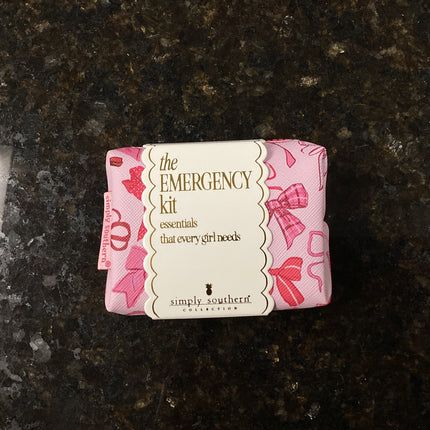 the
EMERGENCY
kit
essentials
that every girl needs
simply southern
COLLECTION
simply southern